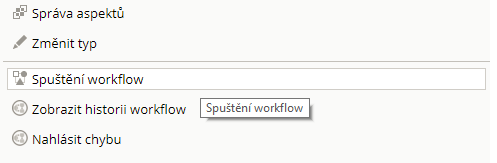 Správa aspektů
Změnit typ
Spuštění workflow
Zobrazit historii workflow
Spuštění workflow
Nahlásit chybu